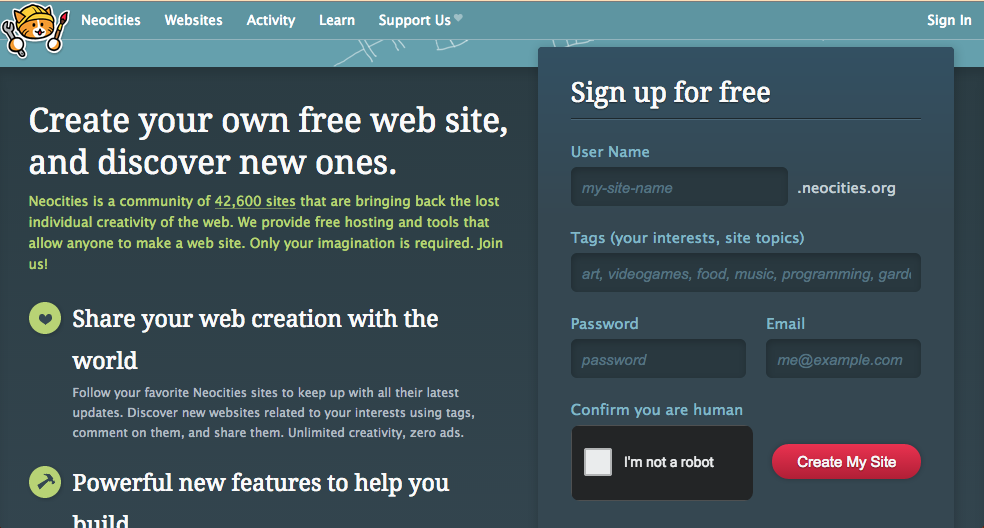 Neocities Websites Activity Learn Support Us Sign In
Create your own free web site,
and discover new ones.
Neocities is a community of 42,600 sites that are bringing back the lost
individual creativity of the web. We provide free hosting and tools that
allow anyone to make a web site. Only your imagination is required. Join
us!
Share your web creation with the
world
Follow your favorite Neocities sites to keep up with all their latest
updates. Discover new websites related to your interests using tags,
comment on them, and share them. Unlimited creativity, zero ads.
Powerful new features to help you
build
Sign up for free
User Name
my-site-name .neocities.org
Tags (your interests, site topics)
art, videogames, food, music, programming, gard
Password Email
password me@example.com
Confirm you are human
I'm not a robot Create My Site